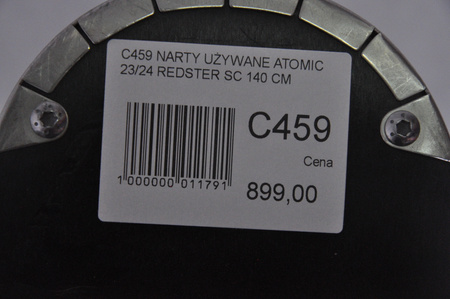 C459 NARTY UŻYWANE ATOMIC
23/24 REDSTER SC 140 CM
C459
Cena
1 000000 011791
899,00